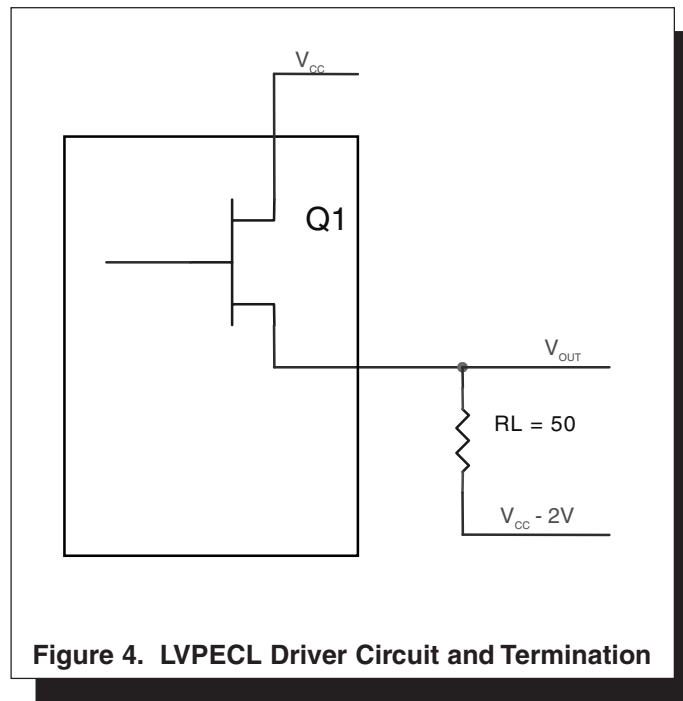 V_CC
Q1
V_OUT
RL = 50
V_CC - 2V
Figure 4. LVPECL Driver Circuit and Termination